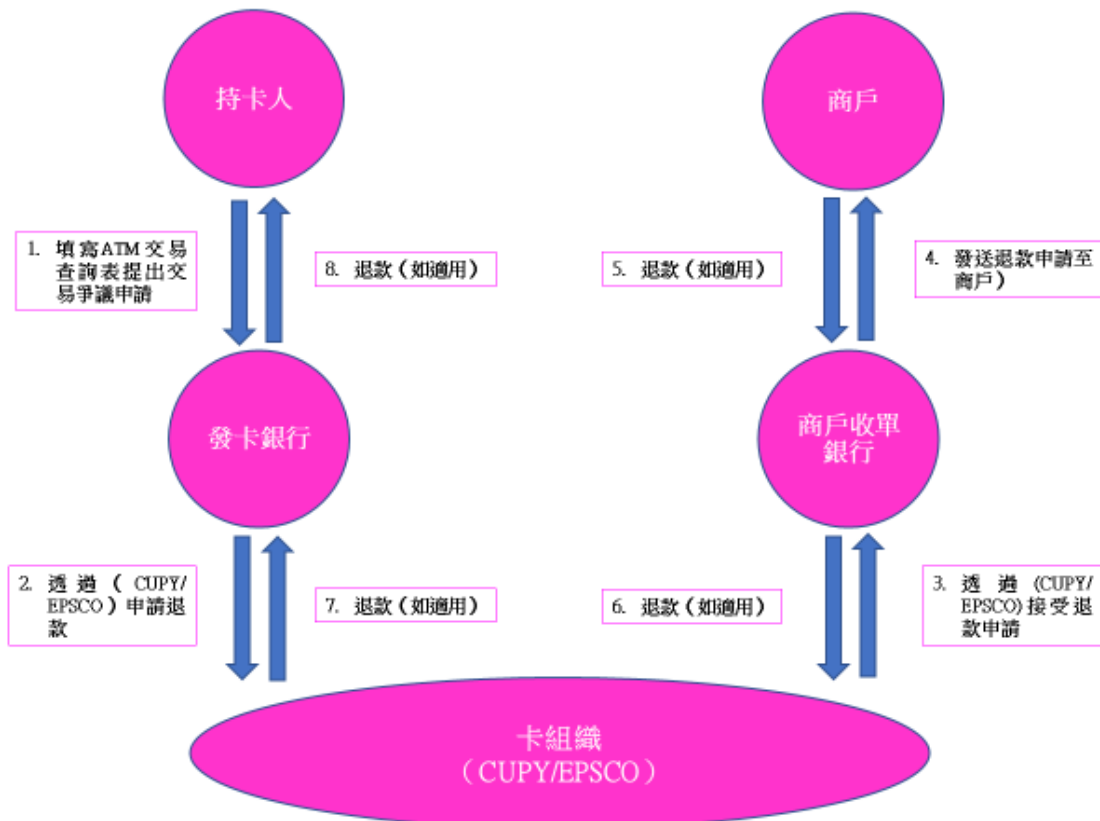 持卡人
商戶
1. 填寫ATM 交易
查詢表提出交
易爭議申請
8. 退款（如適用）
5. 退款（如適用）
4. 發送退款申請至
商戶）
發卡銀行
商戶收單
銀行
2. 透過（ CUPY/
EPSCO ）申請退
款
7. 退款（如適用）
6. 退款（如適用）
3. 透過 (CUPY/
EPSCO)接受退
款申請
卡組織
（CUPY/EPSCO）